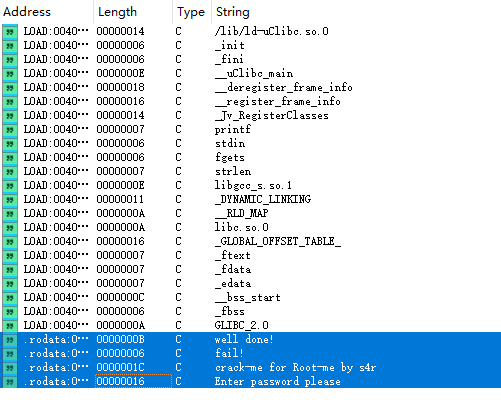 Address Length Type String
LOAD:0040… 00000014 C /lib/ld-uClibc.so.0
LOAD:0040… 00000006 C _init
LOAD:0040… 00000006 C _fini
LOAD:0040… 0000000E C __uClibc_main
LOAD:0040… 00000018 C __deregister_frame_info
LOAD:0040… 00000016 C __register_frame_info
LOAD:0040… 00000014 C _Jv_RegisterClasses
LOAD:0040… 00000007 C printf
LOAD:0040… 00000006 C stdin
LOAD:0040… 00000006 C fgets
LOAD:0040… 00000007 C strlen
LOAD:0040… 0000000E C libgcc_s.so.1
LOAD:0040… 00000011 C _DYNAMIC_LINKING
LOAD:0040… 0000000A C __RLD_MAP
LOAD:0040… 0000000A C libc.so.0
LOAD:0040… 00000016 C _GLOBAL_OFFSET_TABLE_
LOAD:0040… 00000007 C _ftext
LOAD:0040… 00000007 C _fdata
LOAD:0040… 00000007 C _edata
LOAD:0040… 0000000C C __bss_start
LOAD:0040… 00000006 C _fbss
LOAD:0040… 0000000A C GLIBC_2.0
.rodata:0… 0000000B C well done!
.rodata:0… 00000006 C fail!
.rodata:0… 0000001C C crack-me for Root-me by s4r
.rodata:0… 00000016 C Enter password please